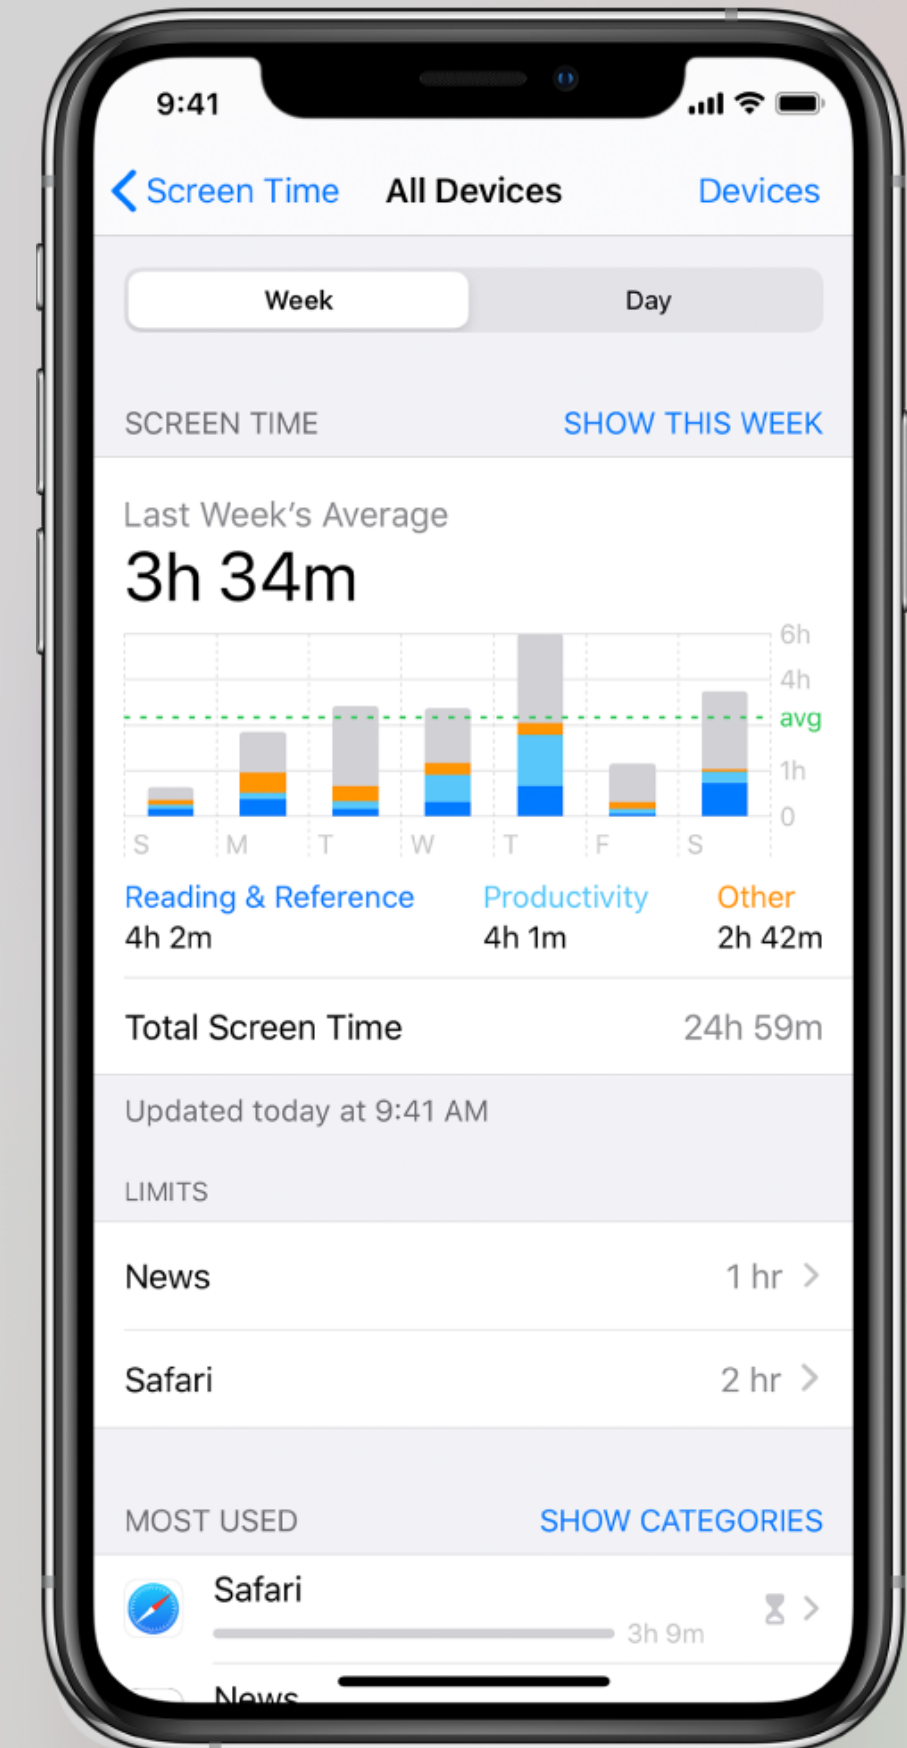 9:41
Screen Time All Devices Devices
Week Day
SCREEN TIME SHOW THIS WEEK
Last Week's Average
3h 34m
6h
4h
avg
1h
0
S M T W T F S
Reading & Reference Productivity Other
4h 2m 4h 1m 2h 42m
Total Screen Time 24h 59m
Updated today at 9:41 AM
LIMITS
News 1 hr
Safari 2 hr
MOST USED SHOW CATEGORIES
Safari
3h 9m
News